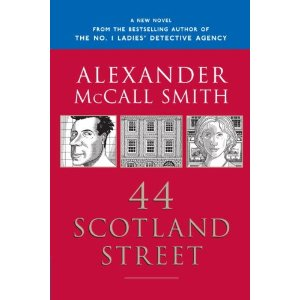 A NEW NOVEL
FROM THE BESTSELLING AUTHOR OF
THE NO. 1 LADIES' DETECTIVE AGENCY
ALEXANDER
McCALL SMITH
44
SCOTLAND
STREET